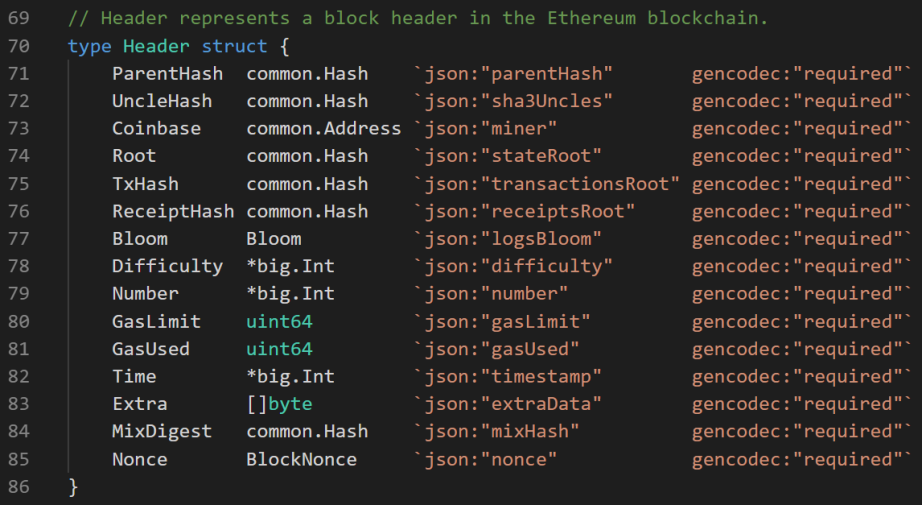 69 // Header represents a block header in the Ethereum blockchain.
70 type Header struct {
71 ParentHash common.Hash `json:"parentHash" gencodec:"required"`
72 UncleHash common.Hash `json:"sha3Uncles" gencodec:"required"`
73 Coinbase common.Address `json:"miner" gencodec:"required"`
74 Root common.Hash `json:"stateRoot" gencodec:"required"`
75 TxHash common.Hash `json:"transactionsRoot" gencodec:"required"`
76 ReceiptHash common.Hash `json:"receiptsRoot" gencodec:"required"`
77 Bloom Bloom `json:"logsBloom" gencodec:"required"`
78 Difficulty *big.Int `json:"difficulty" gencodec:"required"`
79 Number *big.Int `json:"number" gencodec:"required"`
80 GasLimit uint64 `json:"gasLimit" gencodec:"required"`
81 GasUsed uint64 `json:"gasUsed" gencodec:"required"`
82 Time *big.Int `json:"timestamp" gencodec:"required"`
83 Extra []byte `json:"extraData" gencodec:"required"`
84 MixDigest common.Hash `json:"mixHash" gencodec:"required"`
85 Nonce BlockNonce `json:"nonce" gencodec:"required"`
86 }